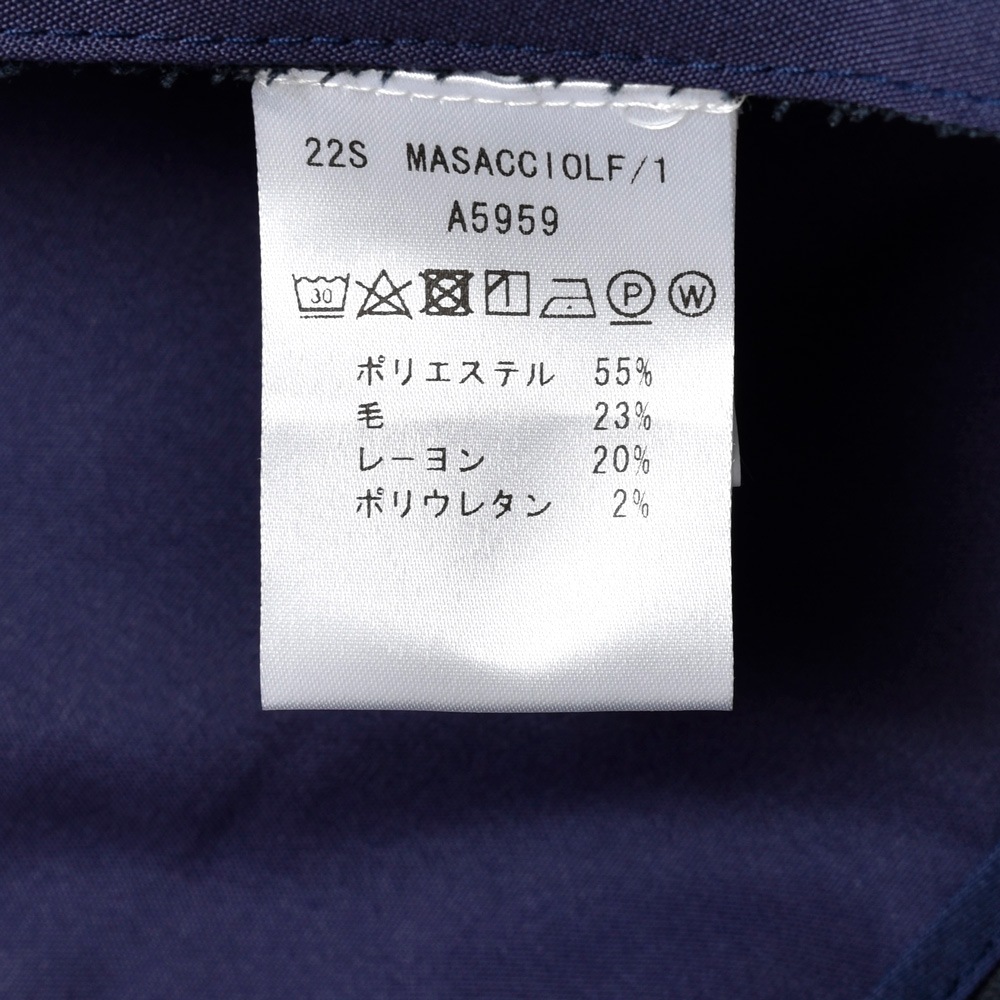 22S MASACCIOLF/1
A5959
30 P W
ポリエステル 55%
毛 23%
レーヨン 20%
ポリウレタン 2%